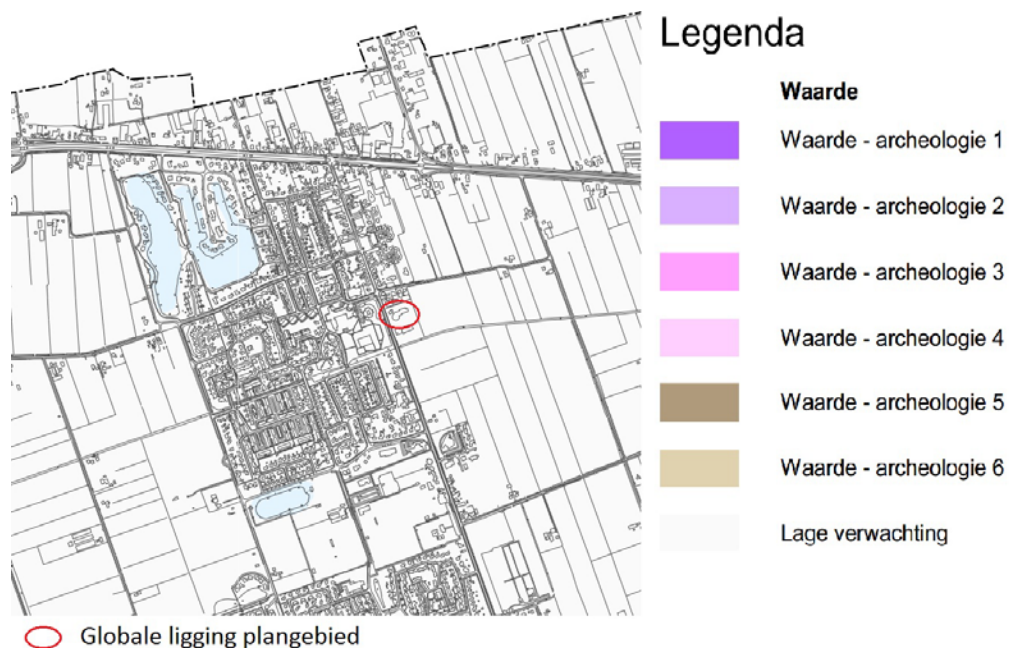 Legenda
Waarde
Waarde - archeologie 1
Waarde - archeologie 2
Waarde - archeologie 3
Waarde - archeologie 4
Waarde - archeologie 5
Waarde - archeologie 6
Lage verwachting
Globale ligging plangebied